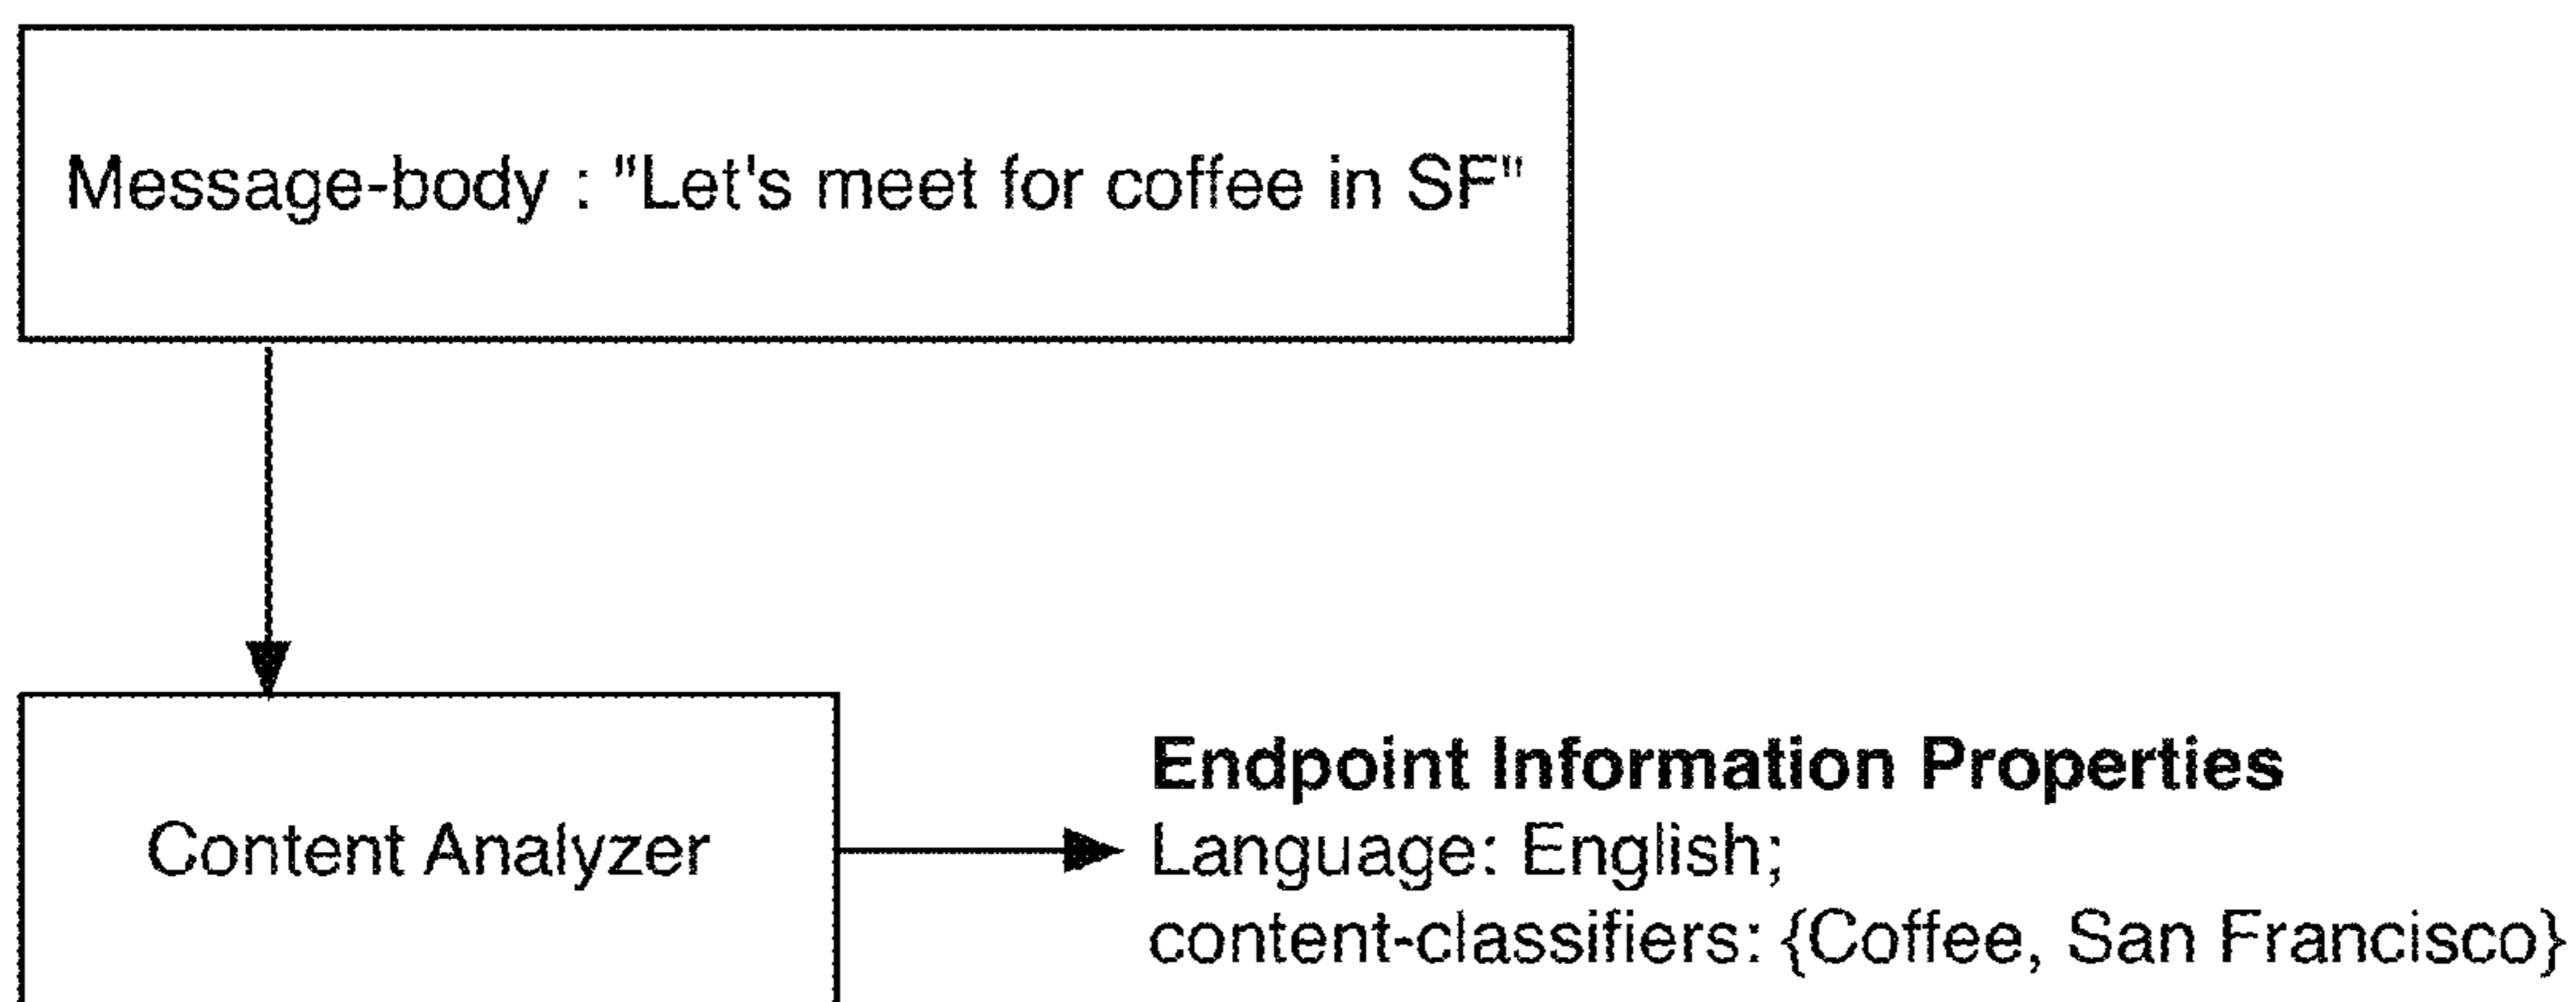 Message-body : "Let's meet for coffee in SF"
Content Analyzer
Endpoint Information Properties
Language: English;
content-classifiers: {Coffee, San Francisco}